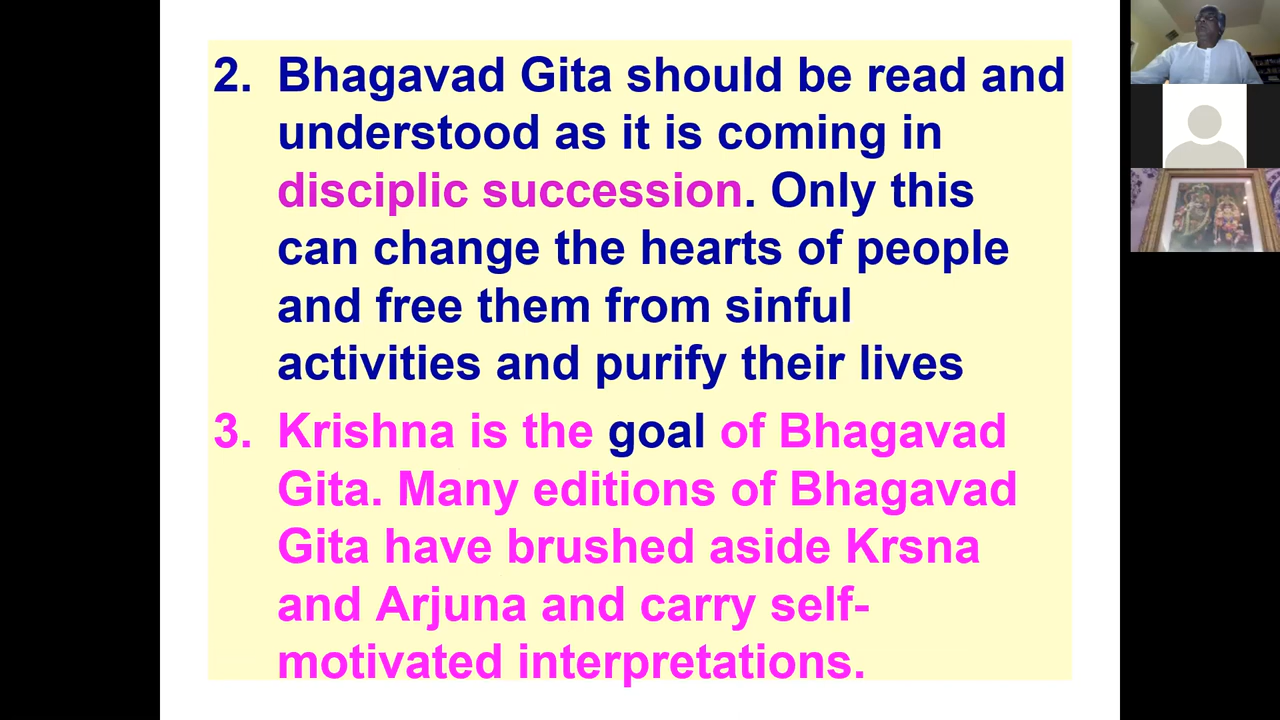 2. Bhagavad Gita should be read and
understood as it is coming in
disciplic succession. Only this
can change the hearts of people
and free them from sinful
activities and purify their lives
3. Krishna is the goal of Bhagavad
Gita. Many editions of Bhagavad
Gita have brushed aside Krsna
and Arjuna and carry self-
motivated interpretations.